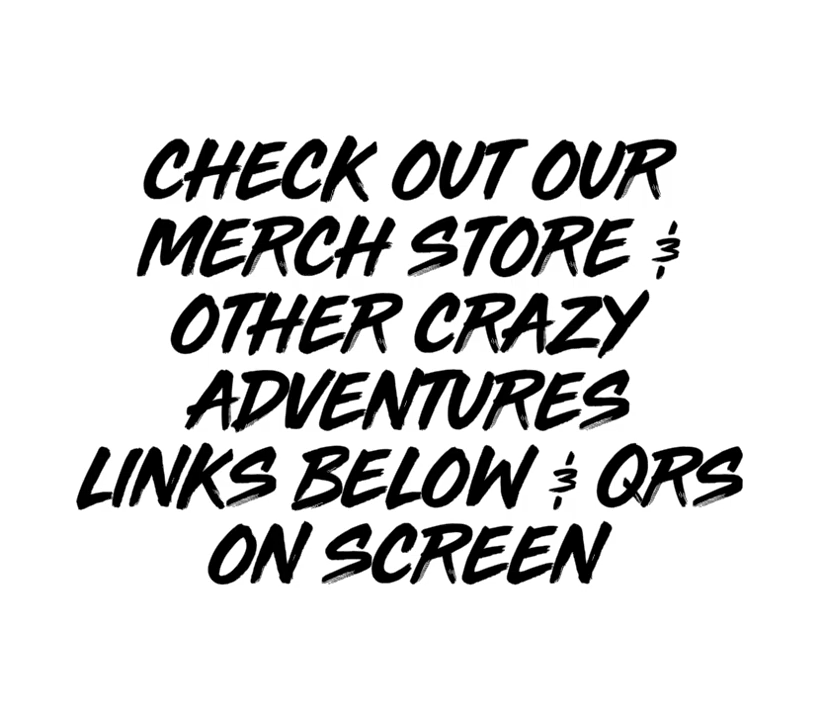 CHECK OUT OUR
MERCH STORE &
OTHER CRAZY
ADVENTURES
LINKS BELOW & QRS
ON SCREEN